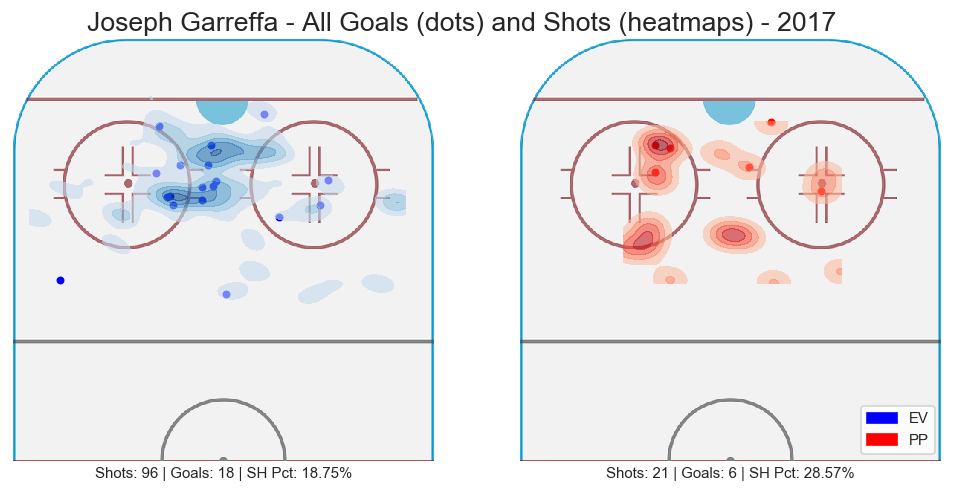 Joseph Garreffa - All Goals (dots) and Shots (heatmaps) - 2017
EV
PP
Shots: 96 | Goals: 18 | SH Pct: 18.75%
Shots: 21 | Goals: 6 | SH Pct: 28.57%